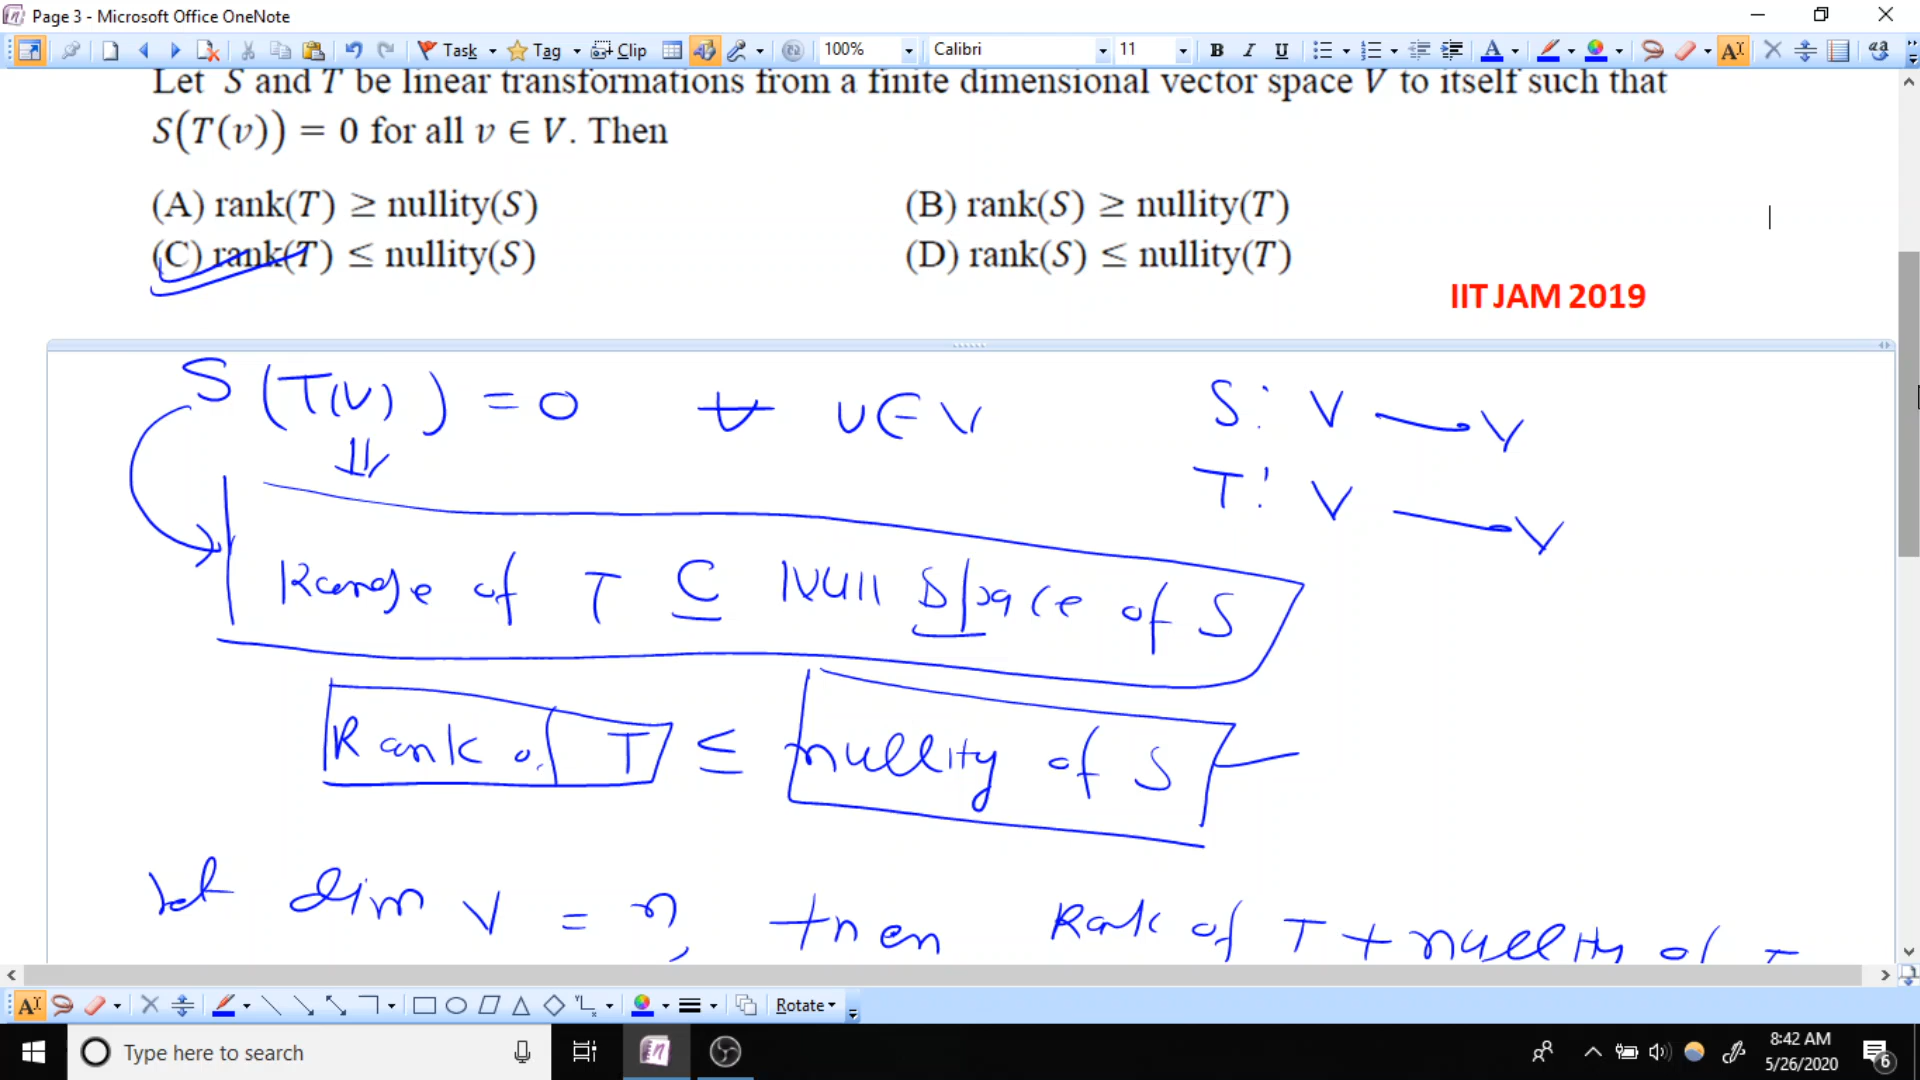 Page 3 - Microsoft Office OneNote
Task Tag Clip 100% Calibri 11 B I U A A
Let S and T be linear transformations from a finite dimensional vector space V to itself such that
S(T(v)) = 0 for all v ∈ V. Then
(A) rank(T) ≥ nullity(S) (B) rank(S) ≥ nullity(T)
(C) rank(T) ≤ nullity(S) (D) rank(S) ≤ nullity(T)
IIT JAM 2019
S (T(V)) = 0 ∀ v ∈ V S: V → V
⇓ T: V → V
Range of T ⊆ Null Space of S
Rank of T ≤ nullity of S
let dim V = n, then Rank of T + nullity of T
A Rotate
Type here to search
8:42 AM
5/26/2020
6